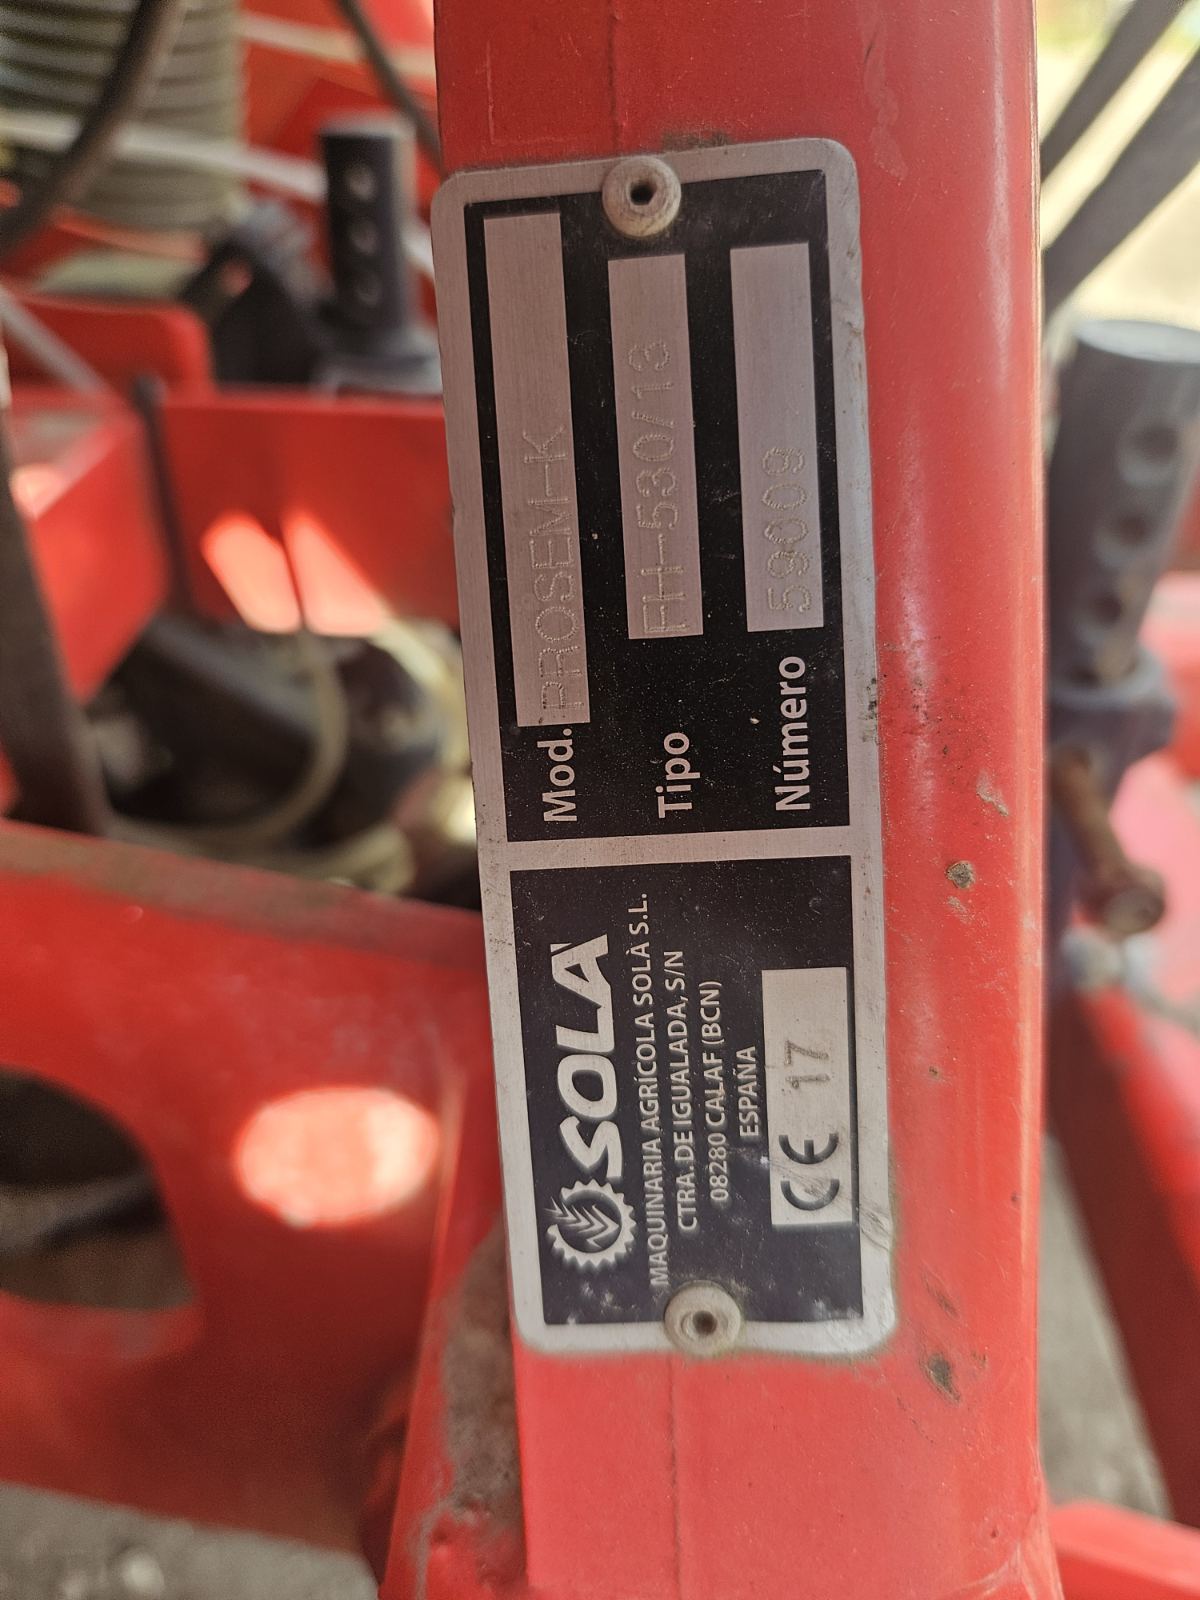 SOLÀ
MAQUINARIA AGRÍCOLA SOLÀ S.L.
CTRA. DE IGUALADA, S/N
08280 CALAF (BCN)
ESPAÑA
CE 17
Mod. PROSEM-K
Tipo FH-530/13
Número 59009